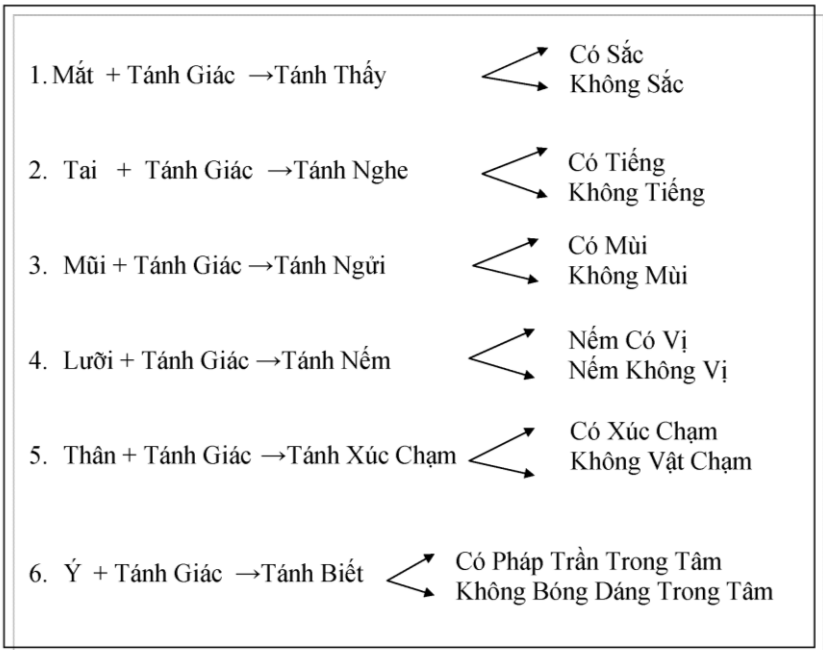 1. Mắt + Tánh Giác →Tánh Thấy
Có Sắc
Không Sắc
2. Tai + Tánh Giác →Tánh Nghe
Có Tiếng
Không Tiếng
3. Mũi + Tánh Giác →Tánh Ngửi
Có Mùi
Không Mùi
4. Lưỡi + Tánh Giác →Tánh Nếm
Nếm Có Vị
Nếm Không Vị
5. Thân + Tánh Giác →Tánh Xúc Chạm
Có Xúc Chạm
Không Vật Chạm
6. Ý + Tánh Giác →Tánh Biết
Có Pháp Trần Trong Tâm
Không Bóng Dáng Trong Tâm